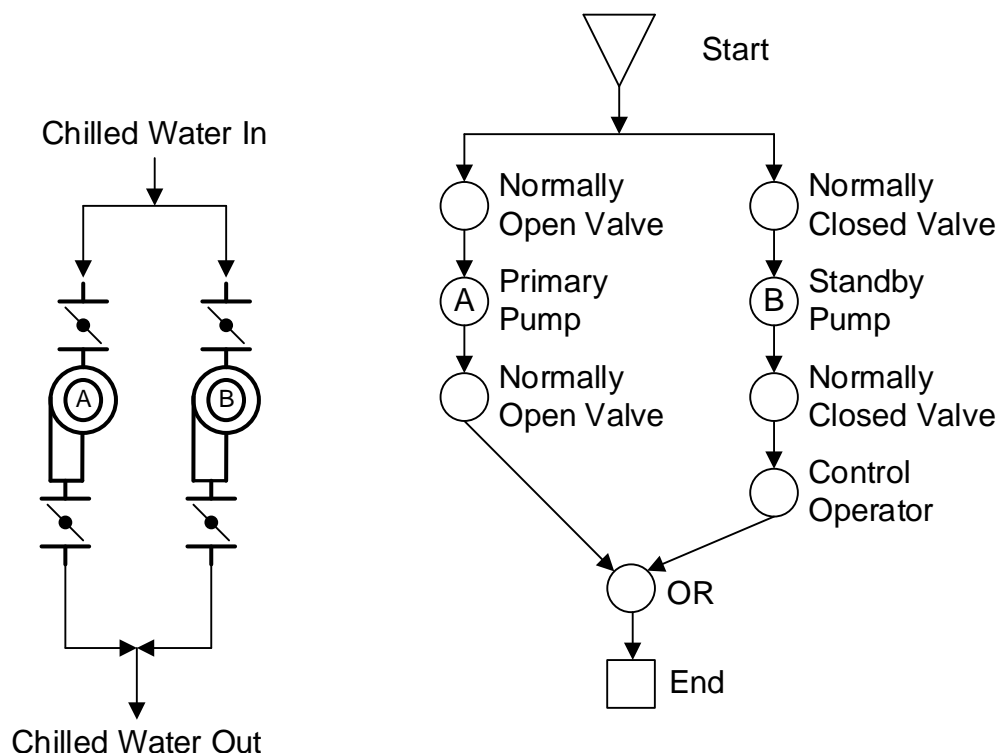 Chilled Water In
A
B
Chilled Water Out
Start
Normally
Open Valve
A
Primary
Pump
Normally
Open Valve
Normally
Closed Valve
B
Standby
Pump
Normally
Closed Valve
Control
Operator
OR
End